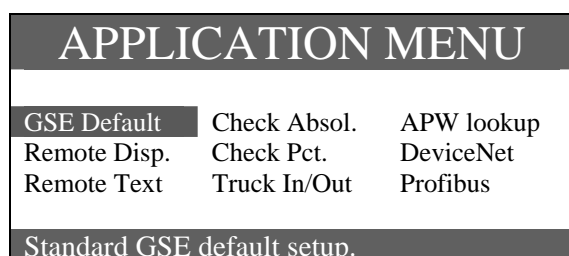 APPLICATION MENU
GSE Default Check Absol. APW lookup
Remote Disp. Check Pct. DeviceNet
Remote Text Truck In/Out Profibus
Standard GSE default setup.